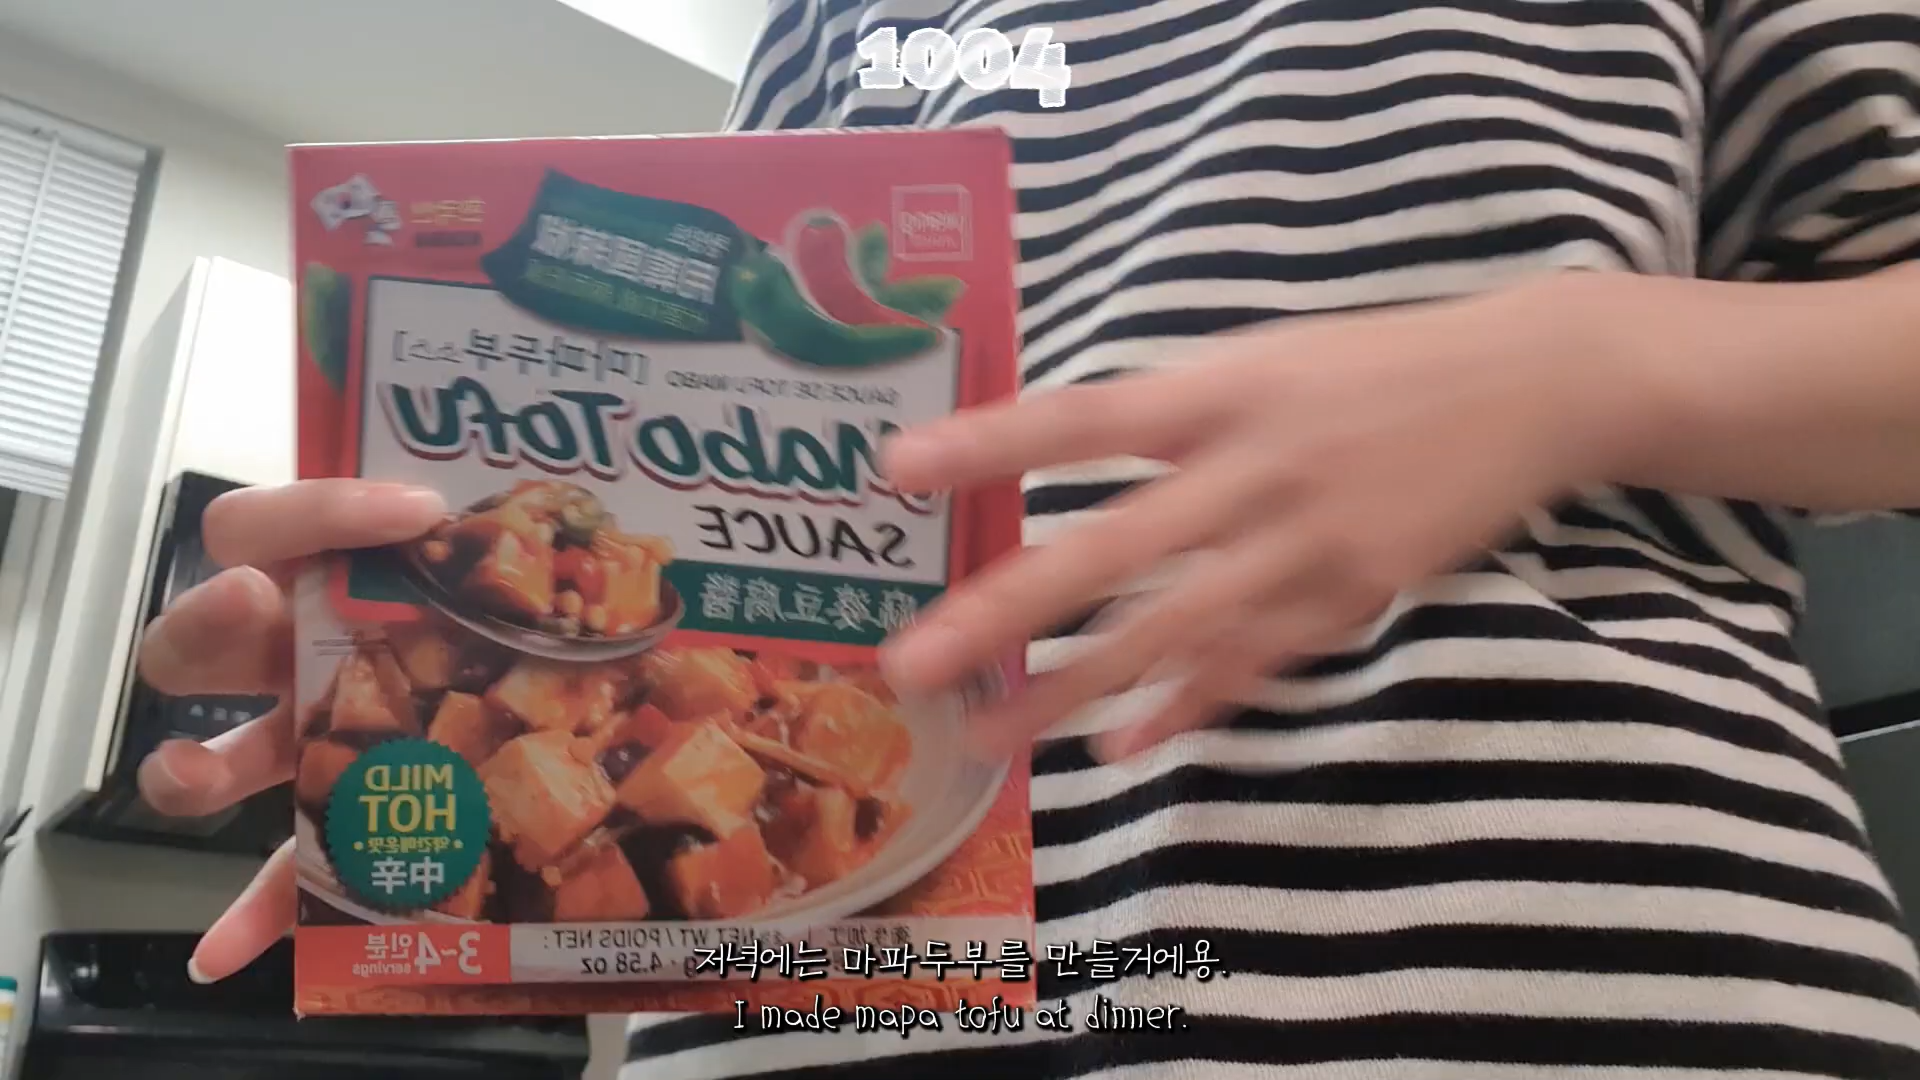 1004
[마파두부소스]
SAUCE DE TOFU MABO
Mabo Tofu
SAUCE
麻婆豆腐醬
MILD
HOT
약간매운맛
中辛
3~4인분
servings
NET WT / POIDS NET:
4.58 oz
저녁에는 마파두부를 만들거에용.
I made mapa tofu at dinner.